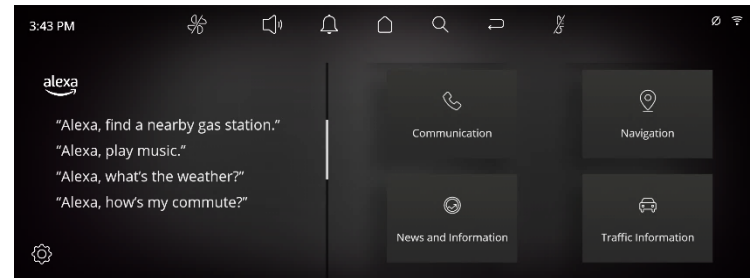 3:43 PM
alexa
"Alexa, find a nearby gas station."
"Alexa, play music."
"Alexa, what's the weather?"
"Alexa, how's my commute?"
Communication
Navigation
News and Information
Traffic Information